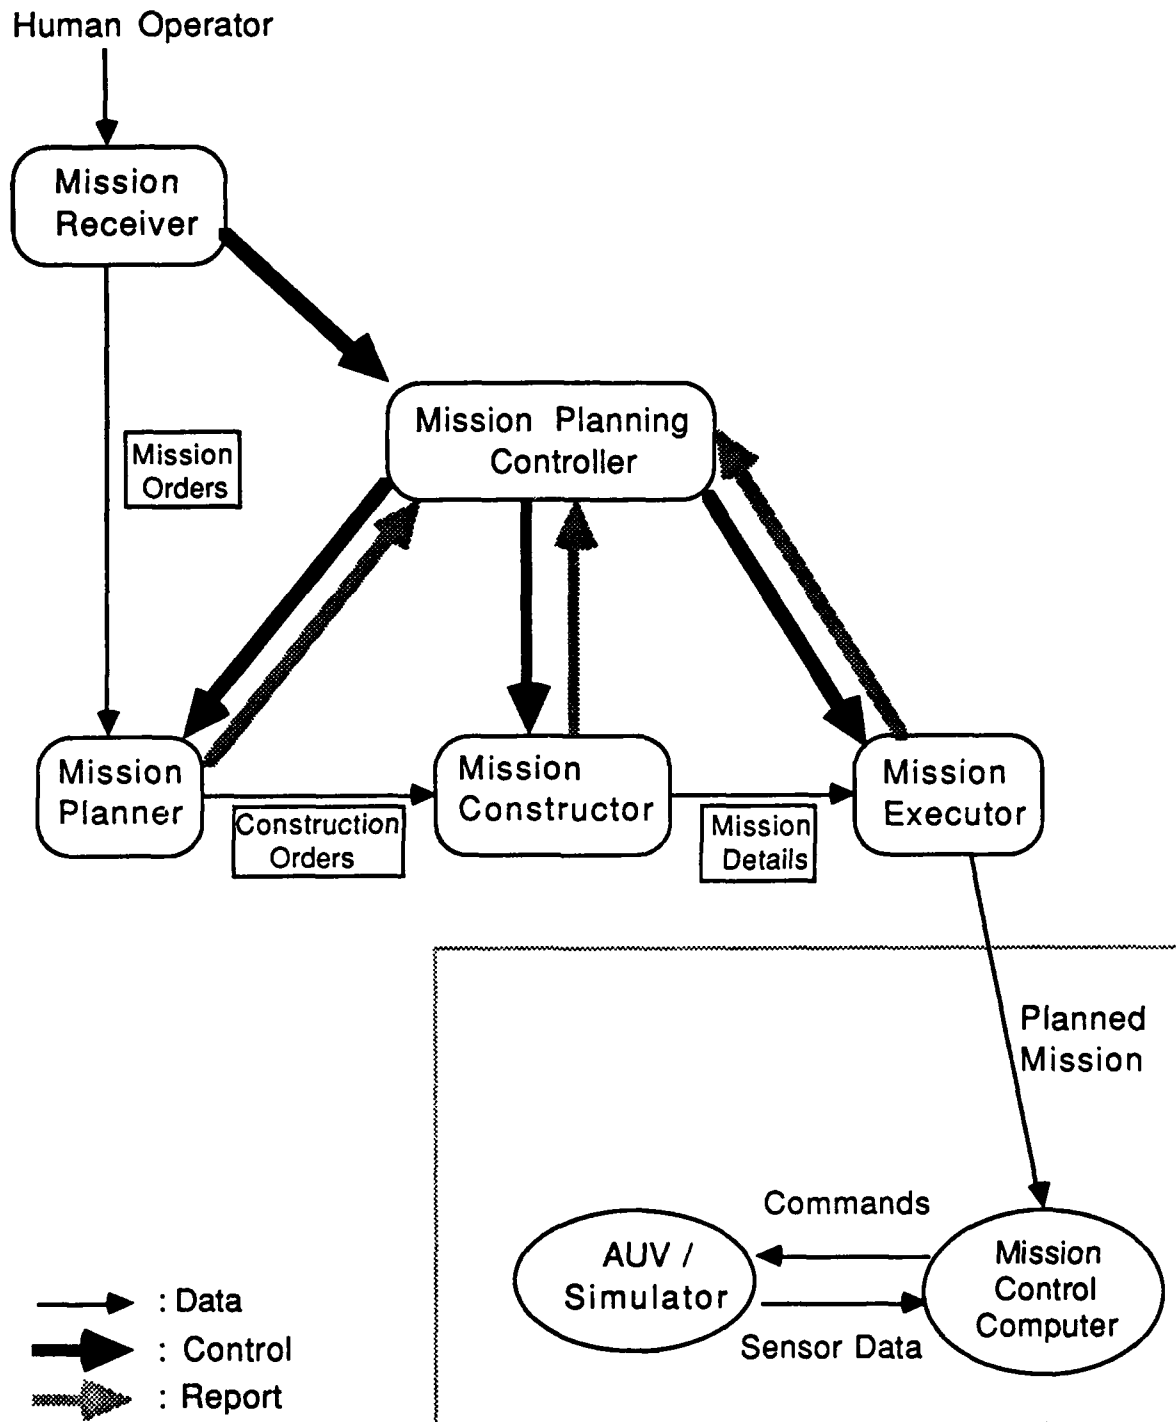 Human Operator
Mission
Receiver
Mission Planning
Controller
Mission
Orders
Mission
Planner
Construction
Orders
Mission
Constructor
Mission
Details
Mission
Executor
Planned
Mission
Commands
AUV /
Simulator
Mission
Control
Computer
Sensor Data
: Data
: Control
: Report